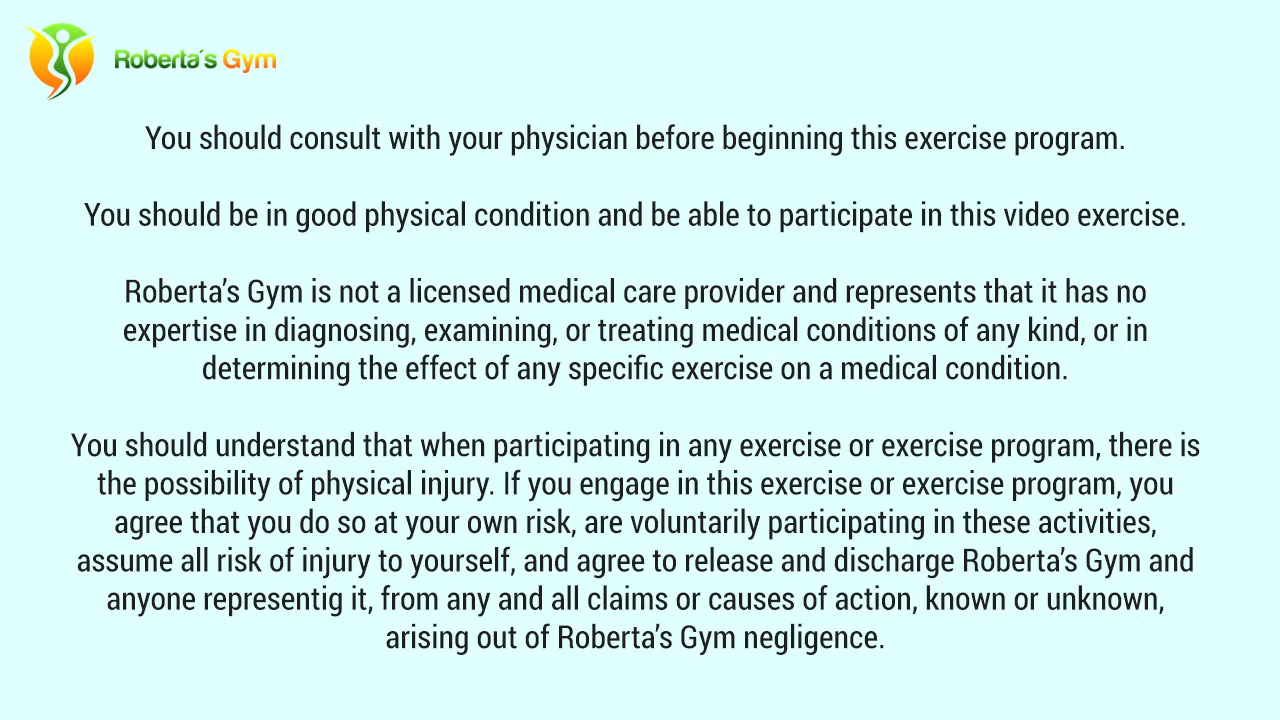 Roberta´s Gym
You should consult with your physician before beginning this exercise program.
You should be in good physical condition and be able to participate in this video exercise.
Roberta’s Gym is not a licensed medical care provider and represents that it has no
expertise in diagnosing, examining, or treating medical conditions of any kind, or in
determining the effect of any specific exercise on a medical condition.
You should understand that when participating in any exercise or exercise program, there is
the possibility of physical injury. If you engage in this exercise or exercise program, you
agree that you do so at your own risk, are voluntarily participating in these activities,
assume all risk of injury to yourself, and agree to release and discharge Roberta’s Gym and
anyone representig it, from any and all claims or causes of action, known or unknown,
arising out of Roberta’s Gym negligence.